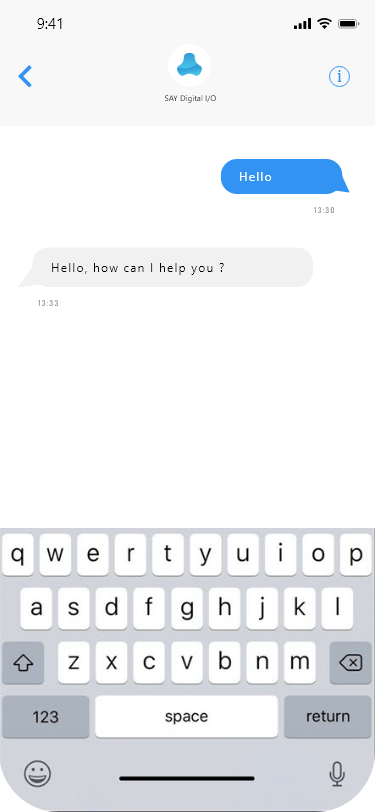 9:41
SAY Digital I/O
Hello
13:30
Hello, how can I help you ?
13:33
q w e r t y u i o p
a s d f g h j k l
z x c v b n m
123 space return